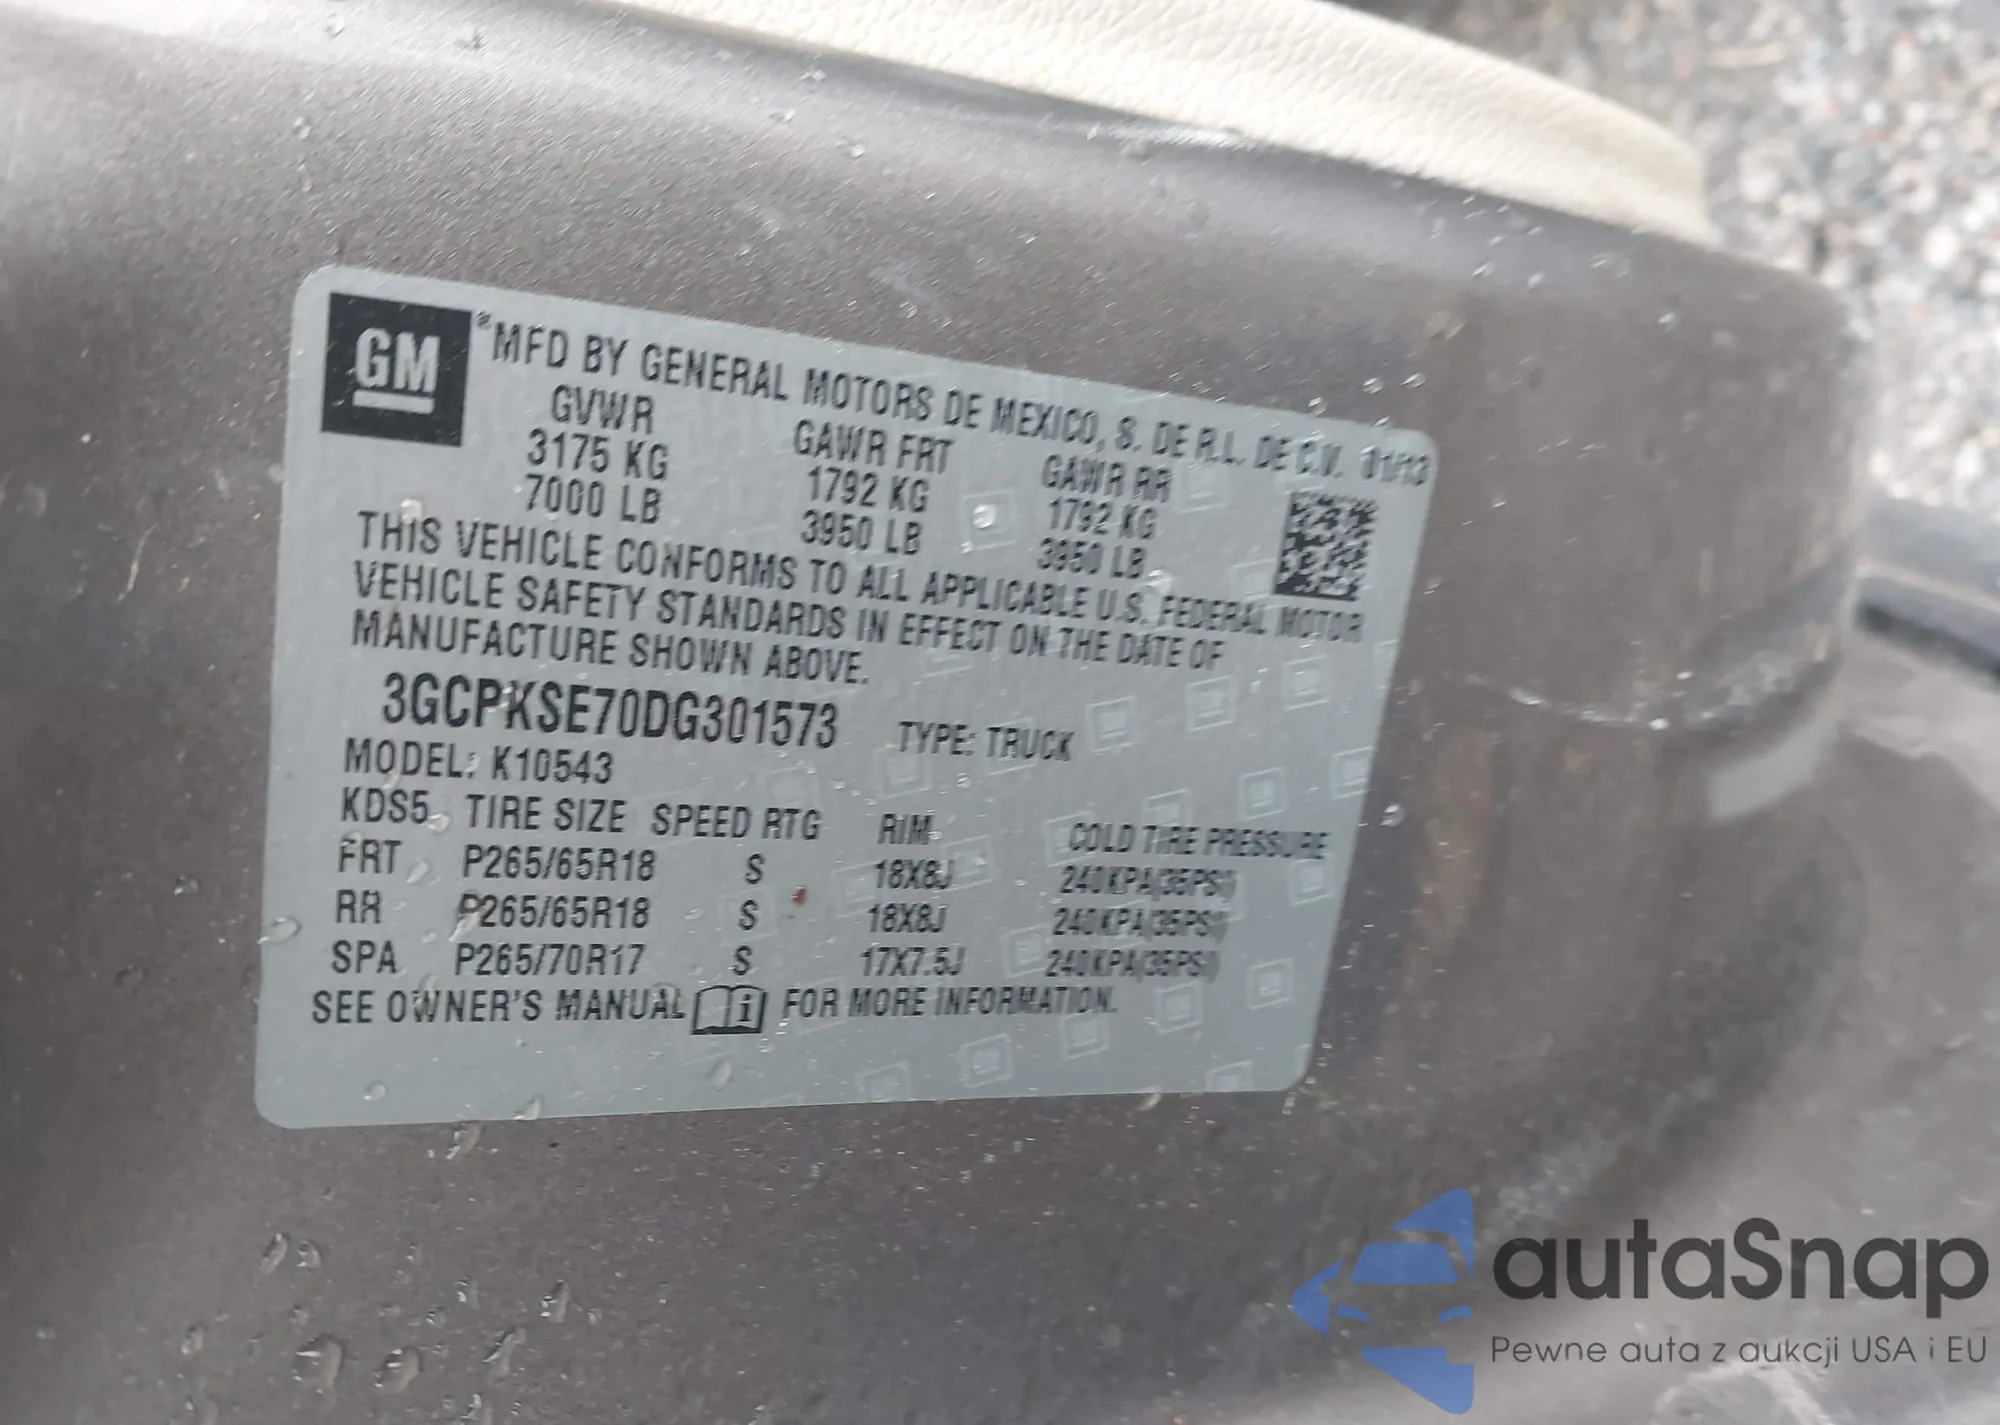 GM
*MFD BY GENERAL MOTORS DE MEXICO, S. DE R.L. DE C.V. 01/13
GVWR GAWR FRT GAWR RR
3175 KG 1792 KG 1792 KG
7000 LB 3950 LB 3950 LB
THIS VEHICLE CONFORMS TO ALL APPLICABLE U.S. FEDERAL MOTOR
VEHICLE SAFETY STANDARDS IN EFFECT ON THE DATE OF
MANUFACTURE SHOWN ABOVE.
3GCPKSE70DG301573 TYPE: TRUCK
MODEL: K10543
KDS5 TIRE SIZE SPEED RTG RIM COLD TIRE PRESSURE
FRT P265/65R18 S 18X8J 240KPA(35PSI)
RR P265/65R18 S 18X8J 240KPA(35PSI)
SPA P265/70R17 S 17X7.5J 240KPA(35PSI)
SEE OWNER'S MANUAL i FOR MORE INFORMATION.
autaSnap
Pewne auta z aukcji USA i EU